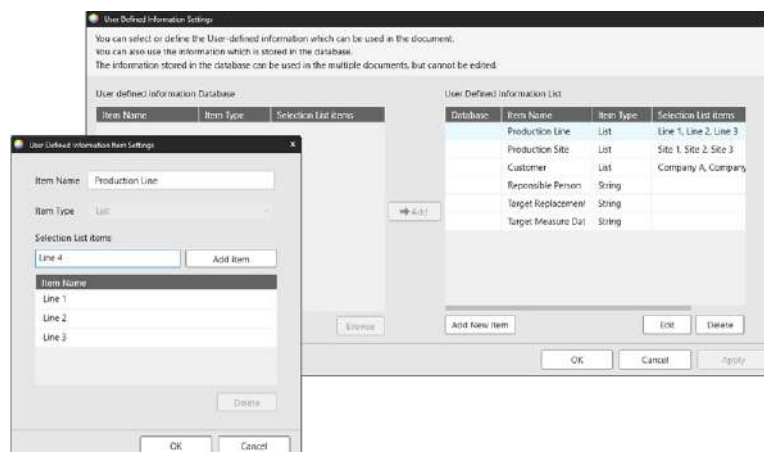 User Defined Information Settings
You can select or define the User-defined information which can be used in the document.
You can also use the information which is stored in the database.
The information stored in the database can be used in the multiple documents, but cannot be edited.
User defined information Database
Item Name Item Type Selection List items
User Defined Information List
Database Item Name Item Type Selection List items
Production Line List Line 1, Line 2, Line 3
Production Site List Site 1, Site 2, Site 3
Customer List Company A, Company
Reponsible Person String
Target Replacement String
Target Measure Dat String
Add
Browse
Add New Item Edit Delete
OK Cancel Apply
User Defined Information Item Settings x
Item Name Production Line
Item Type List
Selection List items
Line 4 Add Item
Item Name
Line 1
Line 2
Line 3
Delete
OK Cancel